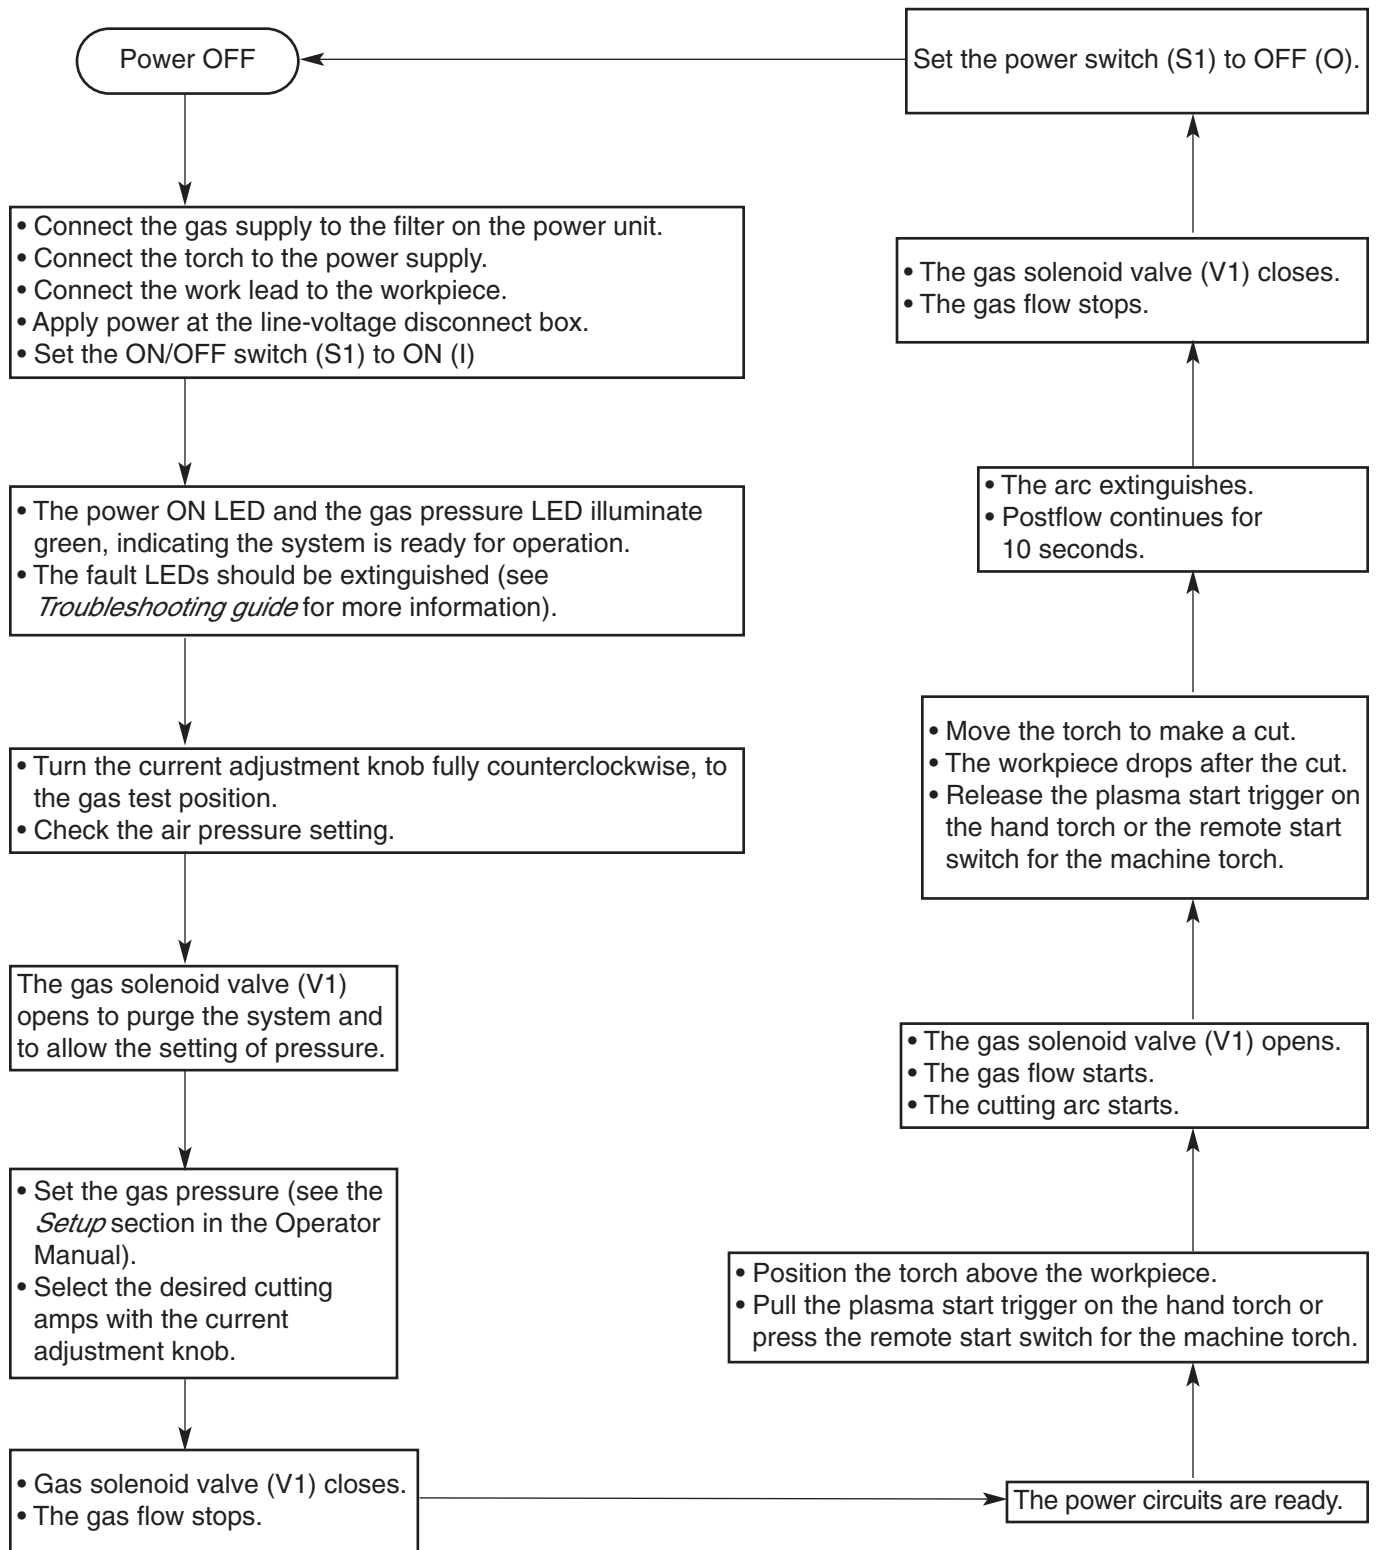 Power OFF
• Connect the gas supply to the filter on the power unit.
• Connect the torch to the power supply.
• Connect the work lead to the workpiece.
• Apply power at the line-voltage disconnect box.
• Set the ON/OFF switch (S1) to ON (I)
• The power ON LED and the gas pressure LED illuminate
green, indicating the system is ready for operation.
• The fault LEDs should be extinguished (see
Troubleshooting guide for more information).
• Turn the current adjustment knob fully counterclockwise, to
the gas test position.
• Check the air pressure setting.
The gas solenoid valve (V1)
opens to purge the system and
to allow the setting of pressure.
• Set the gas pressure (see the
Setup section in the Operator
Manual).
• Select the desired cutting
amps with the current
adjustment knob.
• Gas solenoid valve (V1) closes.
• The gas flow stops.
The power circuits are ready.
• Position the torch above the workpiece.
• Pull the plasma start trigger on the hand torch or
press the remote start switch for the machine torch.
• The gas solenoid valve (V1) opens.
• The gas flow starts.
• The cutting arc starts.
• Move the torch to make a cut.
• The workpiece drops after the cut.
• Release the plasma start trigger on
the hand torch or the remote start
switch for the machine torch.
• The arc extinguishes.
• Postflow continues for
10 seconds.
• The gas solenoid valve (V1) closes.
• The gas flow stops.
Set the power switch (S1) to OFF (O).